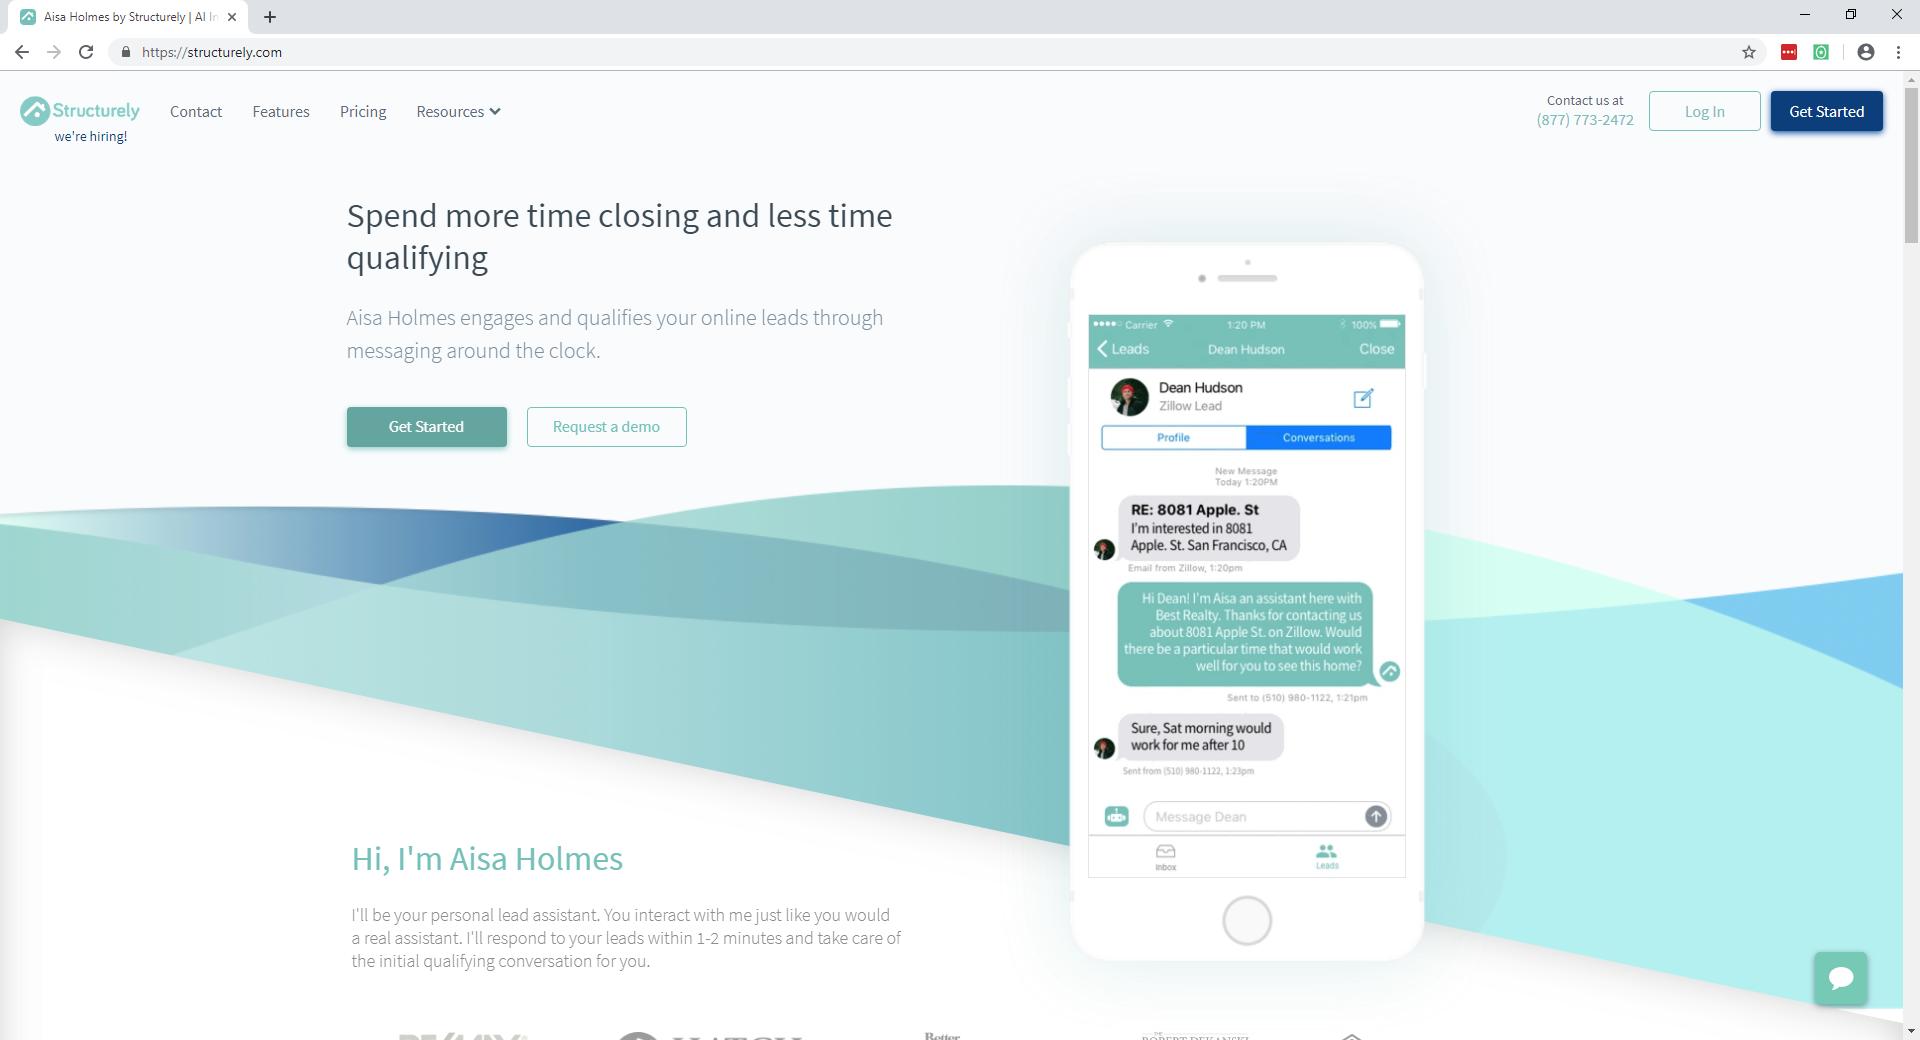 Aisa Holmes by Structurely | AI In
https://structurely.com
Structurely
we're hiring!
Contact
Features
Pricing
Resources
Contact us at
(877) 773-2472
Log In
Get Started
Spend more time closing and less time
qualifying
Aisa Holmes engages and qualifies your online leads through
messaging around the clock.
Get Started
Request a demo
Carrier
1:20 PM
100%
Leads
Dean Hudson
Close
Dean Hudson
Zillow Lead
Profile
Conversations
New Message
Today 1:20PM
RE: 8081 Apple. St
I'm interested in 8081
Apple. St. San Francisco, CA
Email from Zillow, 1:20pm
Hi Dean! I'm Aisa an assistant here with
Best Realty. Thanks for contacting us
about 8081 Apple St. on Zillow. Would
there be a particular time that would work
well for you to see this home?
Sent to (510) 980-1122, 1:21pm
Sure, Sat morning would
work for me after 10
Sent from (510) 980-1122, 1:23pm
Message Dean
Inbox
Leads
Hi, I'm Aisa Holmes
I'll be your personal lead assistant. You interact with me just like you would
a real assistant. I'll respond to your leads within 1-2 minutes and take care of
the initial qualifying conversation for you.
RE/MAX
HATCH
Better
THE
ROBERT DEKANSKI